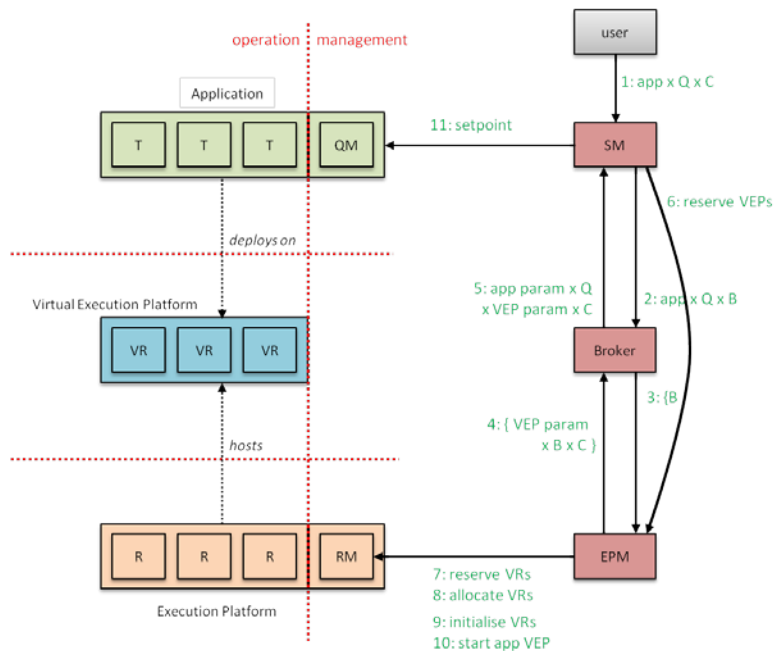 user
operation
management
1: app x Q x C
Application
T
T
T
QM
11: setpoint
SM
6: reserve VEPs
deploys on
5: app param x Q
x VEP param x C
2: app x Q x B
Virtual Execution Platform
VR
VR
VR
Broker
3: {B
4: { VEP param
x B x C }
hosts
R
R
R
RM
EPM
7: reserve VRs
8: allocate VRs
9: initialise VRs
10: start app VEP
Execution Platform